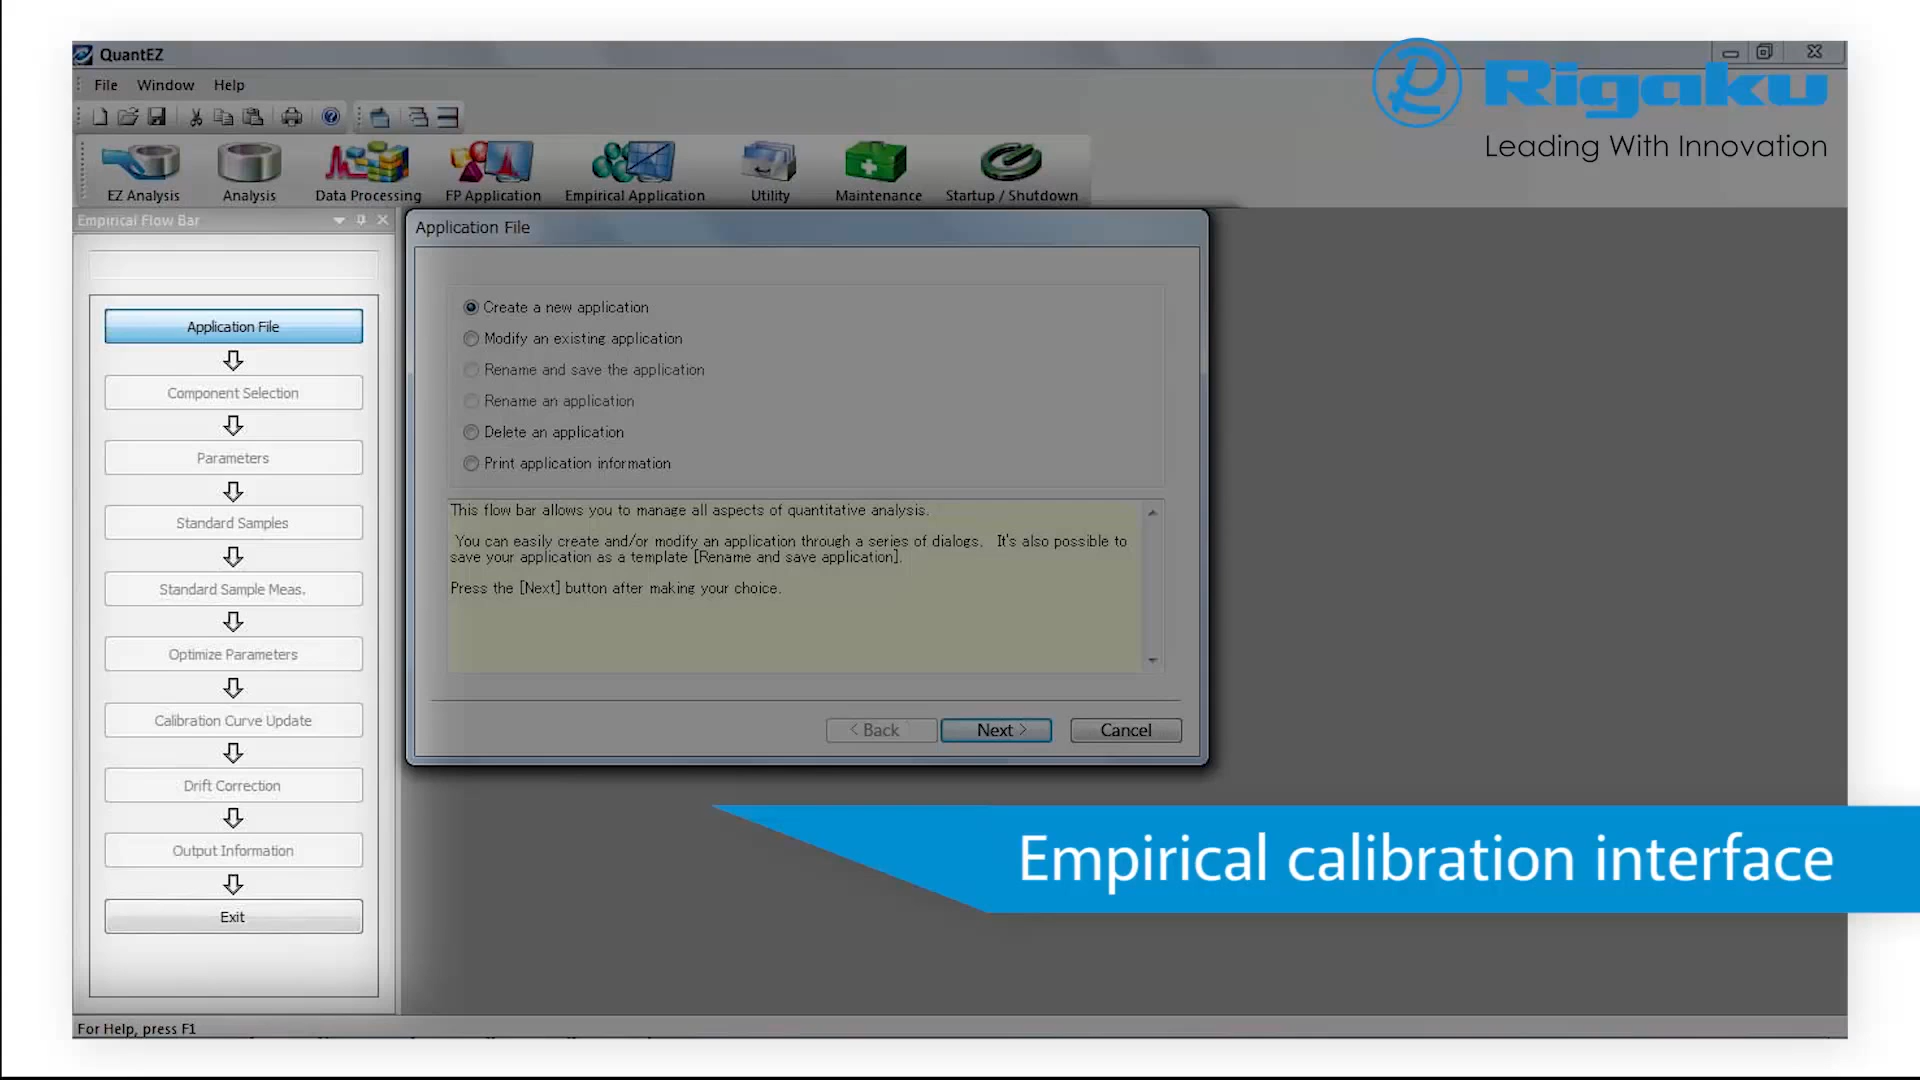 QuantEZ
Rigaku
Leading With Innovation
File Window Help
EZ Analysis Analysis Data Processing FP Application Empirical Application Utility Maintenance Startup / Shutdown
Empirical Flow Bar
Application File
Component Selection
Parameters
Standard Samples
Standard Sample Meas.
Optimize Parameters
Calibration Curve Update
Drift Correction
Output Information
Exit
Application File
Create a new application
Modify an existing application
Rename and save the application
Rename an application
Delete an application
Print application information
This flow bar allows you to manage all aspects of quantitative analysis.
You can easily create and/or modify an application through a series of dialogs. It's also possible to
save your application as a template [Rename and save application].
Press the [Next] button after making your choice.
< Back Next > Cancel
Empirical calibration interface
For Help, press F1